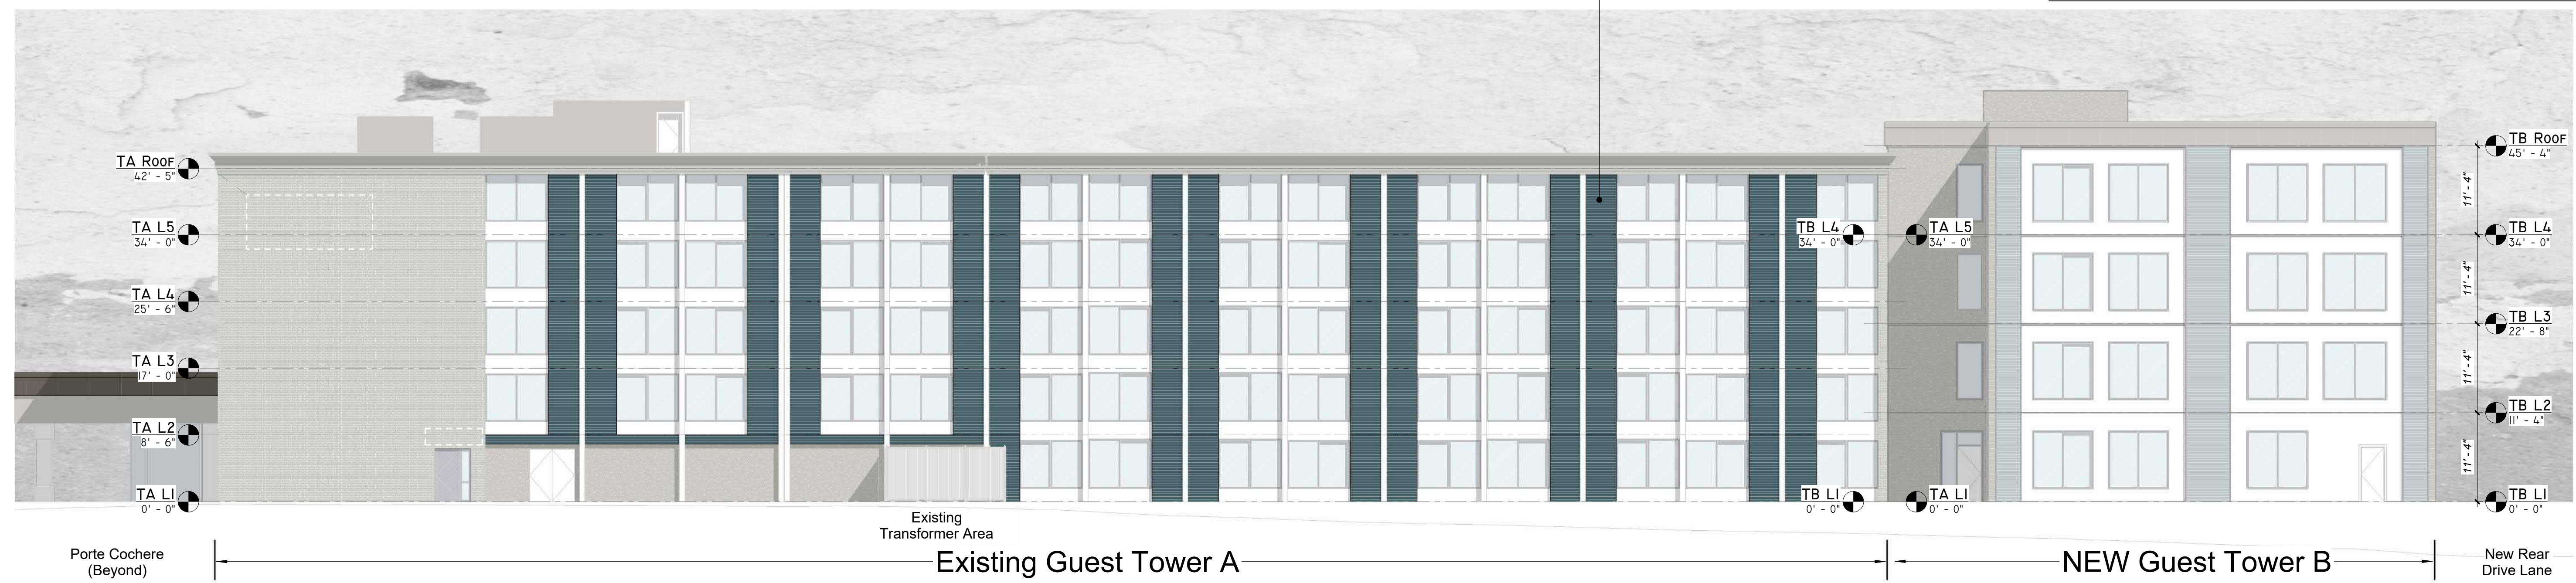 TA ROOF
42' - 5"
TA L5
34' - 0"
TA L4
25' - 6"
TA L3
17' - 0"
TA L2
8' - 6"
TA L1
0' - 0"
TB L4
34' - 0"
TA L5
34' - 0"
TB L1
0' - 0"
TA L1
0' - 0"
TB ROOF
45' - 4"
TB L4
34' - 0"
TB L3
22' - 8"
TB L2
11' - 4"
TB L1
0' - 0"
11' - 4"
11' - 4"
11' - 4"
11' - 4"
Existing
Transformer Area
Porte Cochere
(Beyond)
Existing Guest Tower A
NEW Guest Tower B
New Rear
Drive Lane